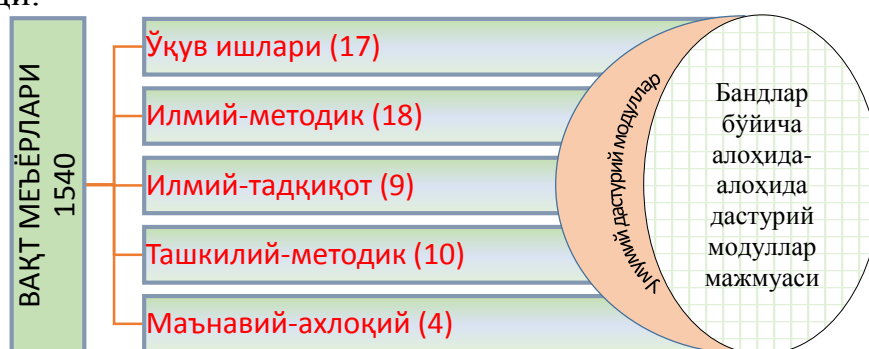 ВАҚТ МЕЪЁРЛАРИ
1540
Ўқув ишлари (17)
Илмий-методик (18)
Илмий-тадқиқот (9)
Ташкилий-методик (10)
Маънавий-ахлоқий (4)
Умумий дастурий модуллар
Бандлар
бўйича
алоҳида-
алоҳида
дастурий
модуллар
мажмуаси